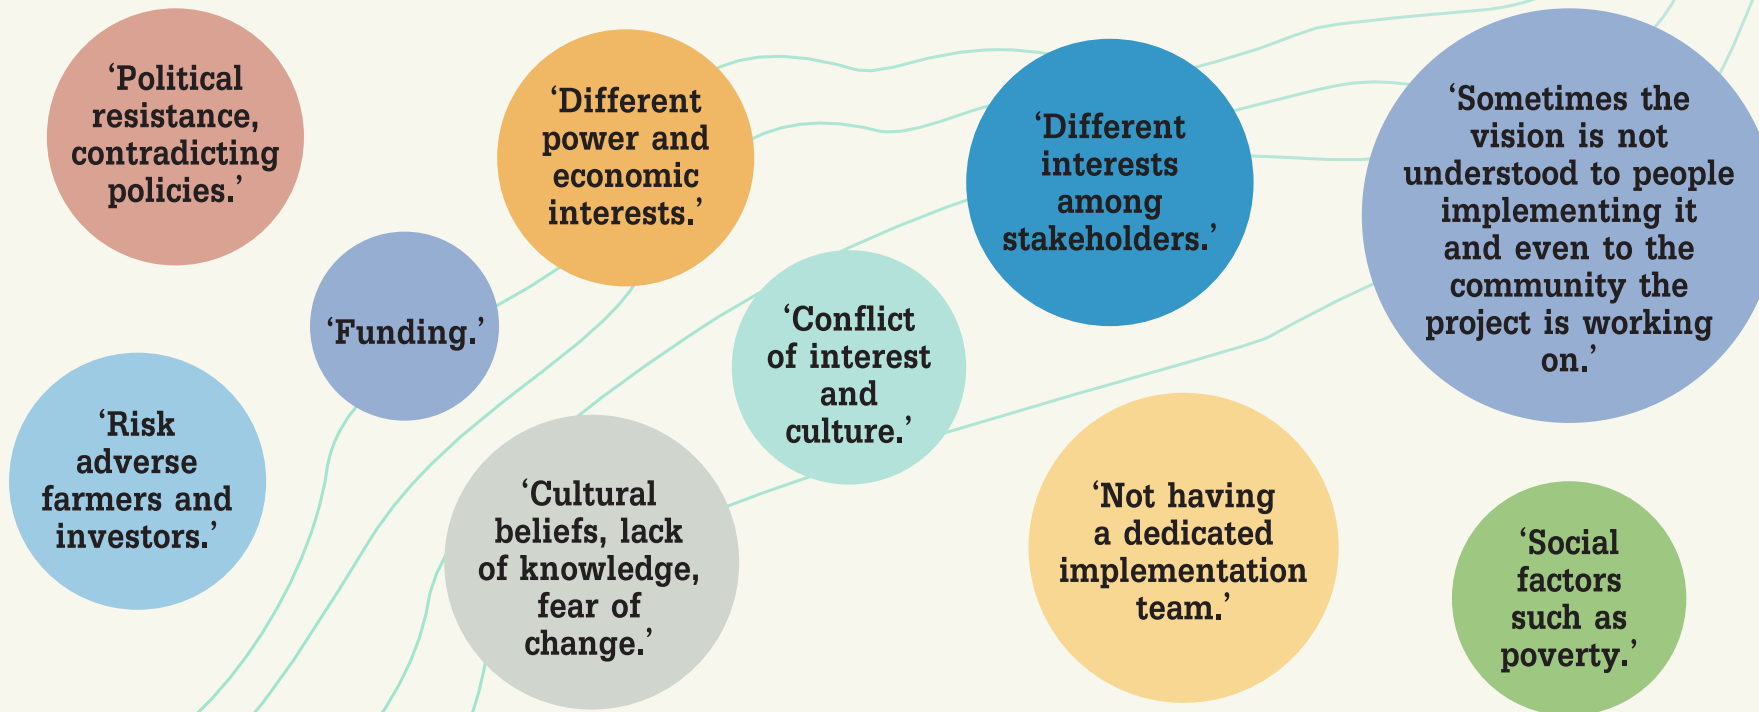 ‘Political
resistance,
contradicting
policies.’
‘Different
power and
economic
interests.’
‘Different
interests
among
stakeholders.’
‘Sometimes the
vision is not
understood to people
implementing it
and even to the
community the
project is working
on.’
‘Funding.’
‘Conflict
of interest
and
culture.’
‘Risk
adverse
farmers and
investors.’
‘Cultural
beliefs, lack
of knowledge,
fear of
change.’
‘Not having
a dedicated
implementation
team.’
‘Social
factors
such as
poverty.’